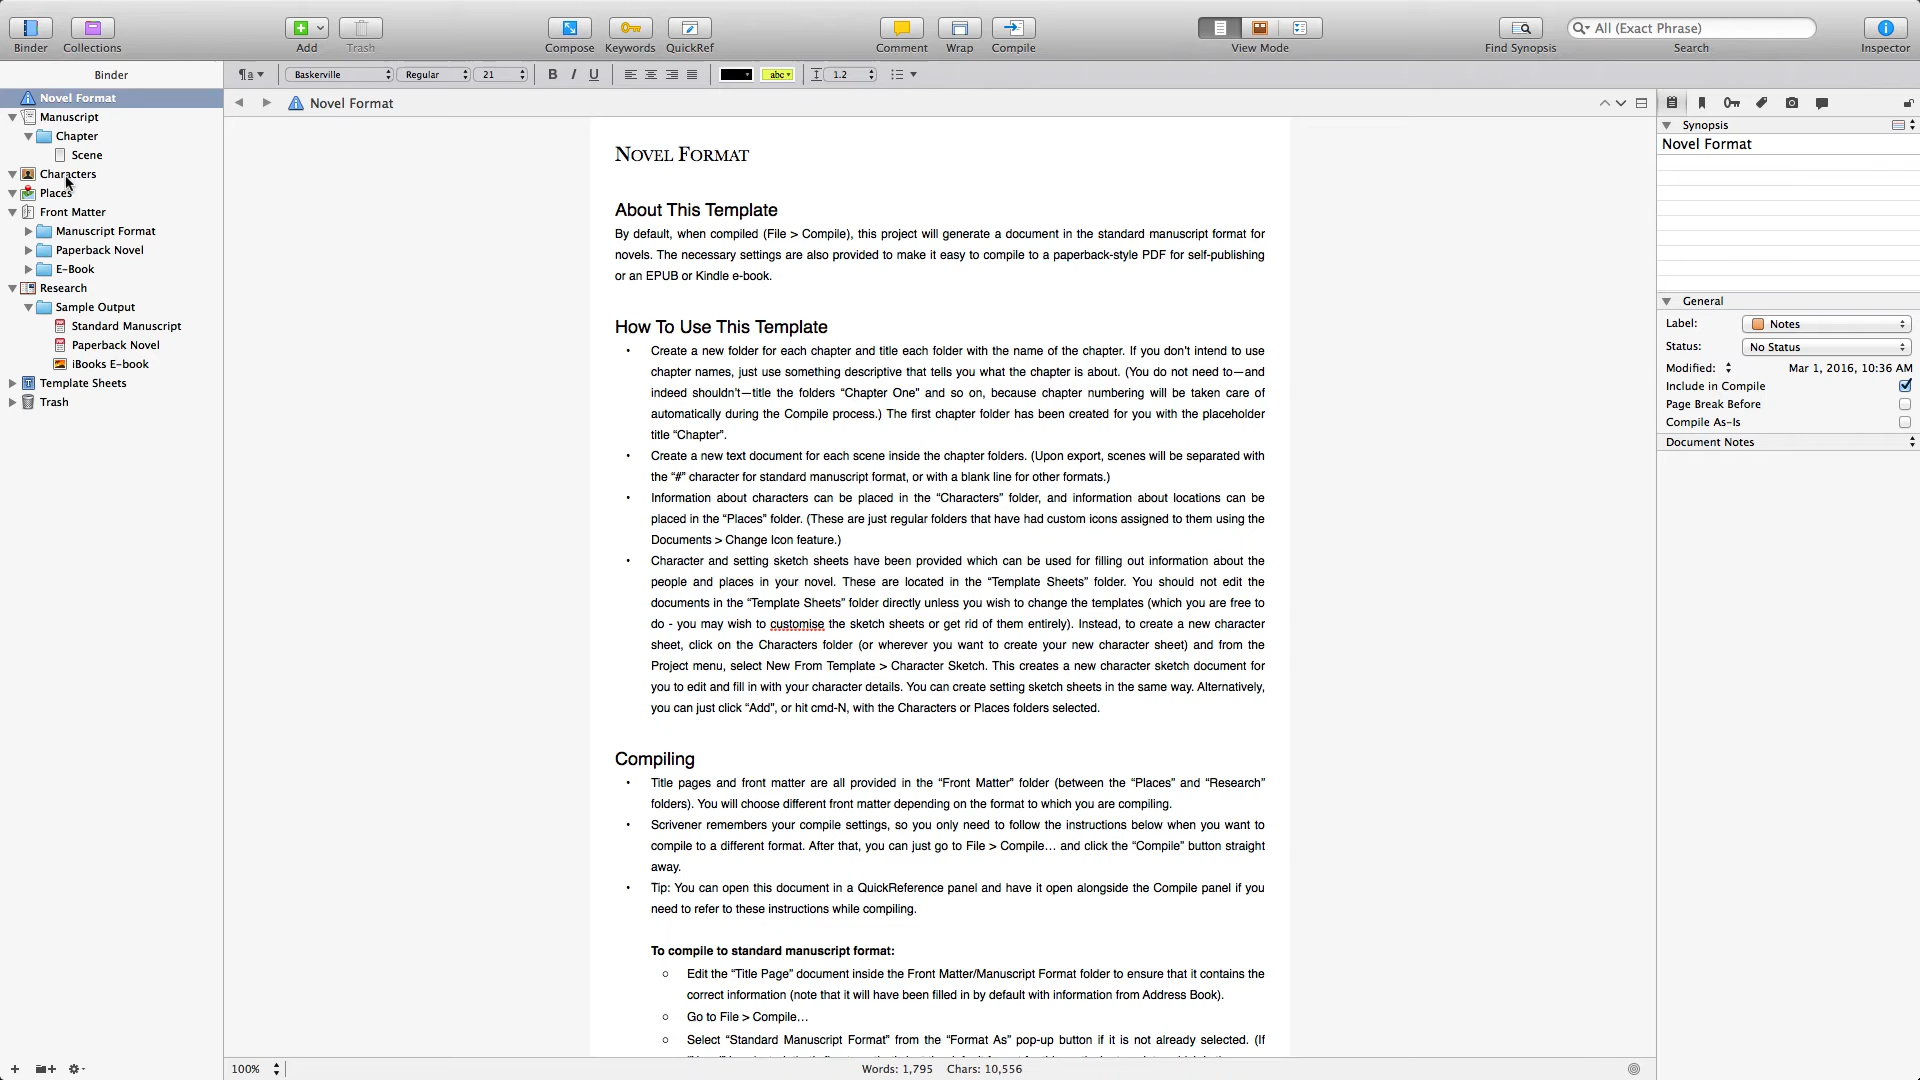 Binder
Collections
Add
Trash
Compose
Keywords
QuickRef
Comment
Wrap
Compile
View Mode
Find Synopsis
All (Exact Phrase)
Search
Inspector
Binder
¶a
Baskerville
Regular
21
B
I
U
abc
1.2
Novel Format
Manuscript
Chapter
Scene
Characters
Places
Front Matter
Manuscript Format
Paperback Novel
E-Book
Research
Sample Output
Standard Manuscript
Paperback Novel
iBooks E-book
Template Sheets
Trash
Novel Format
NOVEL FORMAT
About This Template
By default, when compiled (File > Compile), this project will generate a document in the standard manuscript format for
novels. The necessary settings are also provided to make it easy to compile to a paperback-style PDF for self-publishing
or an EPUB or Kindle e-book.
How To Use This Template
• Create a new folder for each chapter and title each folder with the name of the chapter. If you don't intend to use
chapter names, just use something descriptive that tells you what the chapter is about. (You do not need to—and
indeed shouldn't—title the folders “Chapter One” and so on, because chapter numbering will be taken care of
automatically during the Compile process.) The first chapter folder has been created for you with the placeholder
title “Chapter”.
• Create a new text document for each scene inside the chapter folders. (Upon export, scenes will be separated with
the “#” character for standard manuscript format, or with a blank line for other formats.)
• Information about characters can be placed in the “Characters” folder, and information about locations can be
placed in the “Places” folder. (These are just regular folders that have had custom icons assigned to them using the
Documents > Change Icon feature.)
• Character and setting sketch sheets have been provided which can be used for filling out information about the
people and places in your novel. These are located in the “Template Sheets” folder. You should not edit the
documents in the “Template Sheets” folder directly unless you wish to change the templates (which you are free to
do - you may wish to customise the sketch sheets or get rid of them entirely). Instead, to create a new character
sheet, click on the Characters folder (or wherever you want to create your new character sheet) and from the
Project menu, select New From Template > Character Sketch. This creates a new character sketch document for
you to edit and fill in with your character details. You can create setting sketch sheets in the same way. Alternatively,
you can just click “Add”, or hit cmd-N, with the Characters or Places folders selected.
Compiling
• Title pages and front matter are all provided in the “Front Matter” folder (between the “Places” and “Research”
folders). You will choose different front matter depending on the format to which you are compiling.
• Scrivener remembers your compile settings, so you only need to follow the instructions below when you want to
compile to a different format. After that, you can just go to File > Compile… and click the “Compile” button straight
away.
• Tip: You can open this document in a QuickReference panel and have it open alongside the Compile panel if you
need to refer to these instructions while compiling.
To compile to standard manuscript format:
○ Edit the “Title Page” document inside the Front Matter/Manuscript Format folder to ensure that it contains the
correct information (note that it will have been filled in by default with information from Address Book).
○ Go to File > Compile…
○ Select “Standard Manuscript Format” from the “Format As” pop-up button if it is not already selected. (If
Synopsis
Novel Format
General
Label:
Notes
Status:
No Status
Modified:
Mar 1, 2016, 10:36 AM
Include in Compile
Page Break Before
Compile As-Is
Document Notes
100%
Words: 1,795
Chars: 10,556